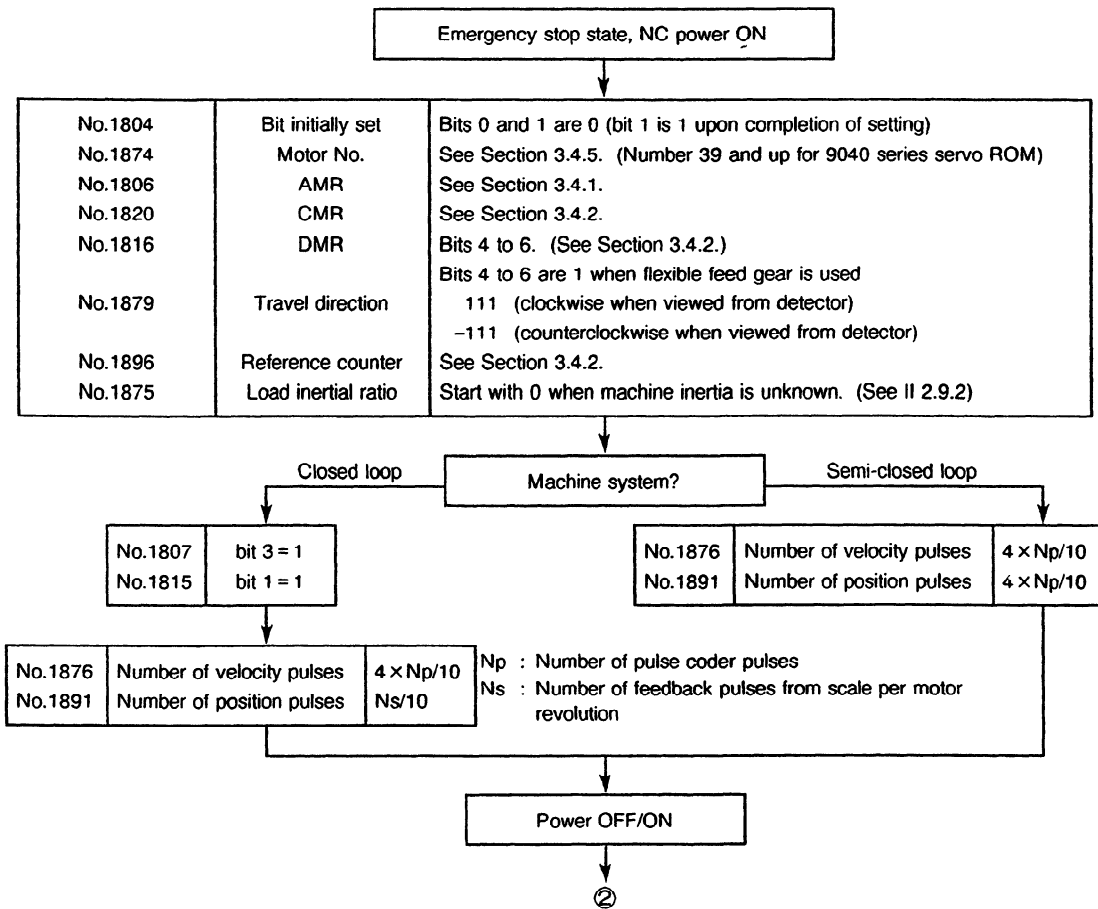 Emergency stop state, NC power ON
No.1804 Bit initially set Bits 0 and 1 are 0 (bit 1 is 1 upon completion of setting)
No.1874 Motor No. See Section 3.4.5. (Number 39 and up for 9040 series servo ROM)
No.1806 AMR See Section 3.4.1.
No.1820 CMR See Section 3.4.2.
No.1816 DMR Bits 4 to 6. (See Section 3.4.2.)
Bits 4 to 6 are 1 when flexible feed gear is used
No.1879 Travel direction 111 (clockwise when viewed from detector)
−111 (counterclockwise when viewed from detector)
No.1896 Reference counter See Section 3.4.2.
No.1875 Load inertial ratio Start with 0 when machine inertia is unknown. (See II 2.9.2)
Closed loop Machine system? Semi-closed loop
No.1807 bit 3 = 1
No.1815 bit 1 = 1
No.1876 Number of velocity pulses 4 × Np/10
No.1891 Number of position pulses 4 × Np/10
No.1876 Number of velocity pulses 4 × Np/10
No.1891 Number of position pulses Ns/10
Np : Number of pulse coder pulses
Ns : Number of feedback pulses from scale per motor
revolution
Power OFF/ON
②